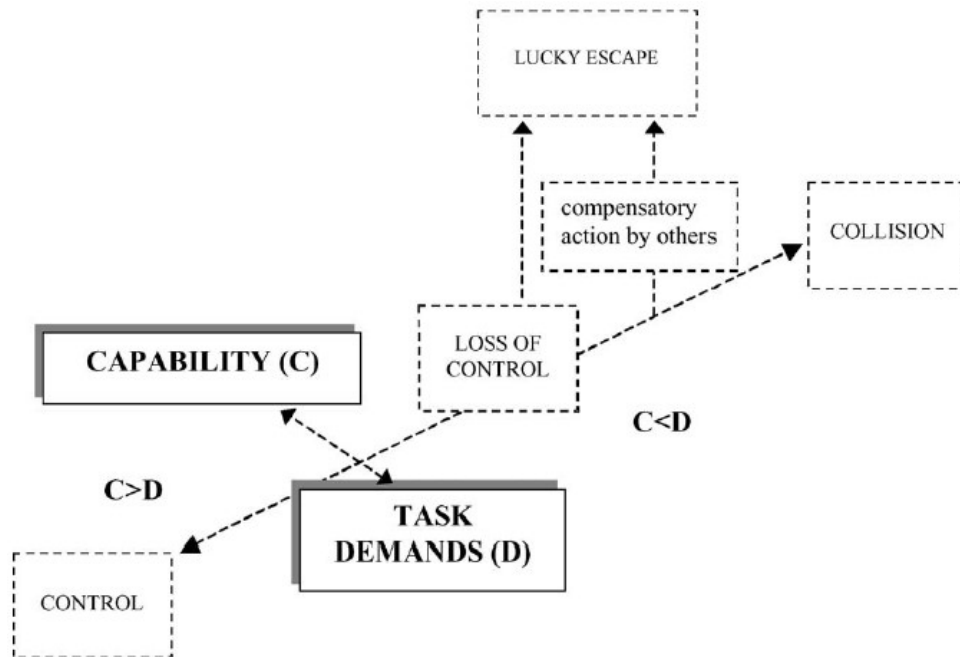 LUCKY ESCAPE
compensatory
action by others
COLLISION
LOSS OF
CONTROL
CAPABILITY (C)
C<D
C>D
TASK
DEMANDS (D)
CONTROL